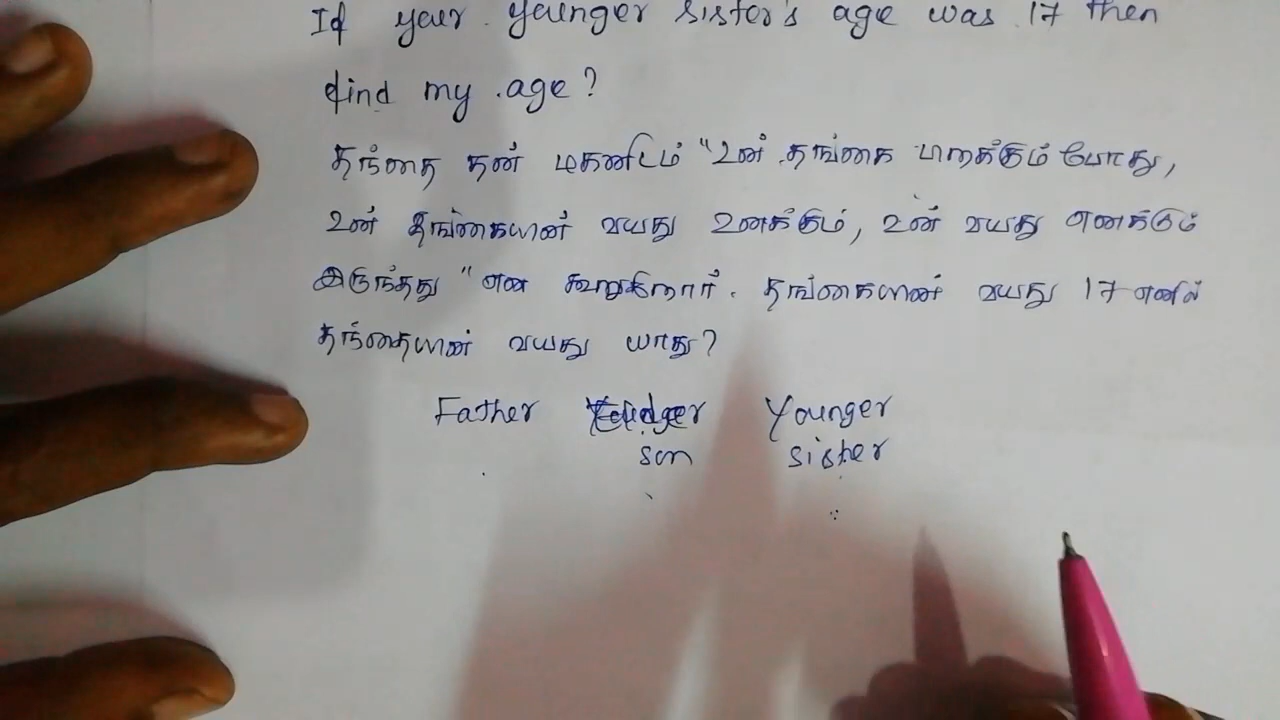 If your younger sister's age was 17 then
find my age?
தந்தை தன் மகனிடம் "உன் தங்கை பிறக்கும் போது,
உன் தங்கையின் வயது உனக்கும், உன் வயது எனக்கும்
இருந்தது" என கூறுகிறார். தங்கையின் வயது 17 எனில்
தந்தையின் வயது யாது?
Father Younger
son sister